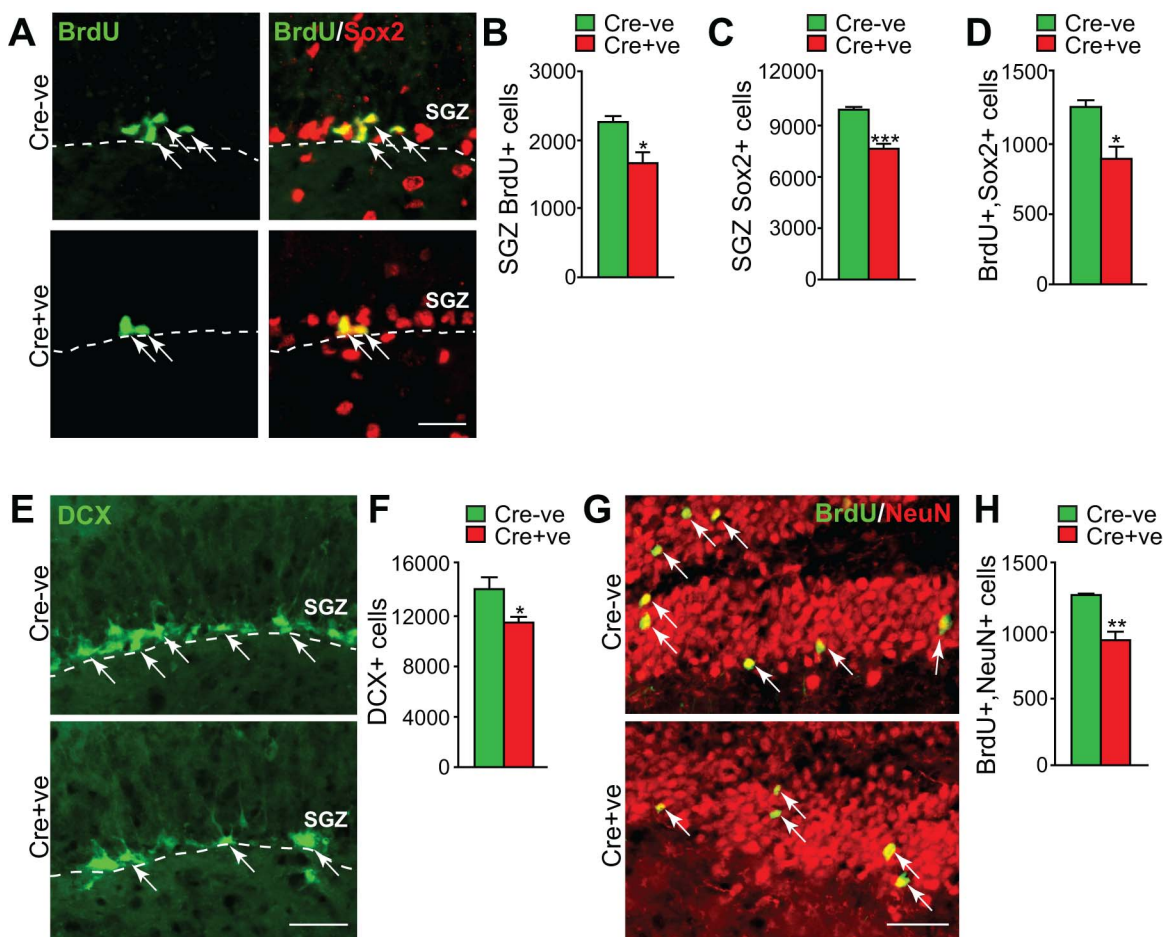 A
BrdU
BrdU/Sox2
Cre-ve
SGZ
Cre+ve
SGZ
B
Cre-ve
Cre+ve
SGZ BrdU+ cells
3000
2000
1000
0
*
C
Cre-ve
Cre+ve
SGZ Sox2+ cells
12000
9000
6000
3000
0
***
D
Cre-ve
Cre+ve
BrdU+,Sox2+ cells
1500
1000
500
0
*
E
DCX
Cre-ve
SGZ
Cre+ve
SGZ
F
Cre-ve
Cre+ve
DCX+ cells
16000
12000
8000
4000
0
*
G
BrdU/NeuN
Cre-ve
Cre+ve
H
Cre-ve
Cre+ve
BrdU+,NeuN+ cells
1500
1000
500
0
**